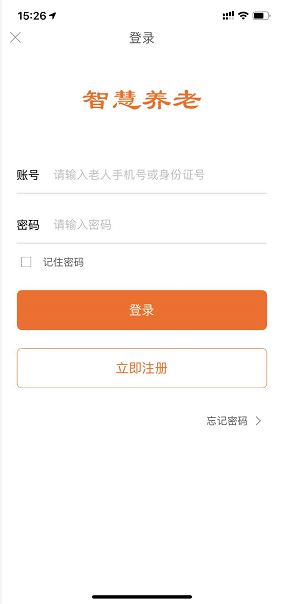 15:26
登录
智慧养老
账号 请输入老人手机号或身份证号
密码 请输入密码
记住密码
登录
立即注册
忘记密码